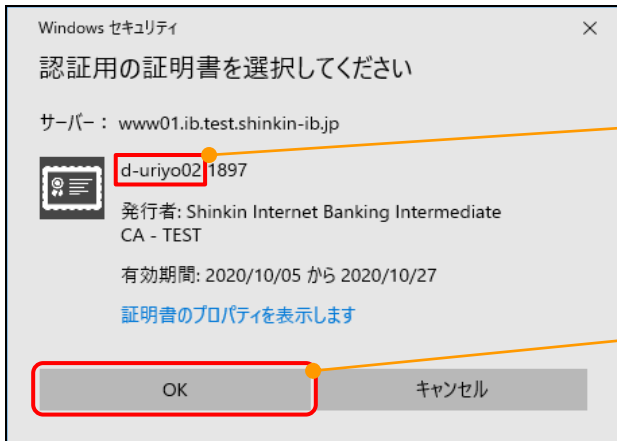 Windows セキュリティ
認証用の証明書を選択してください
サーバー： www01.ib.test.shinkin-ib.jp
d-uriyo02 1897
発行者: Shinkin Internet Banking Intermediate
CA - TEST
有効期間: 2020/10/05 から 2020/10/27
証明書のプロパティを表示します
OK
キャンセル